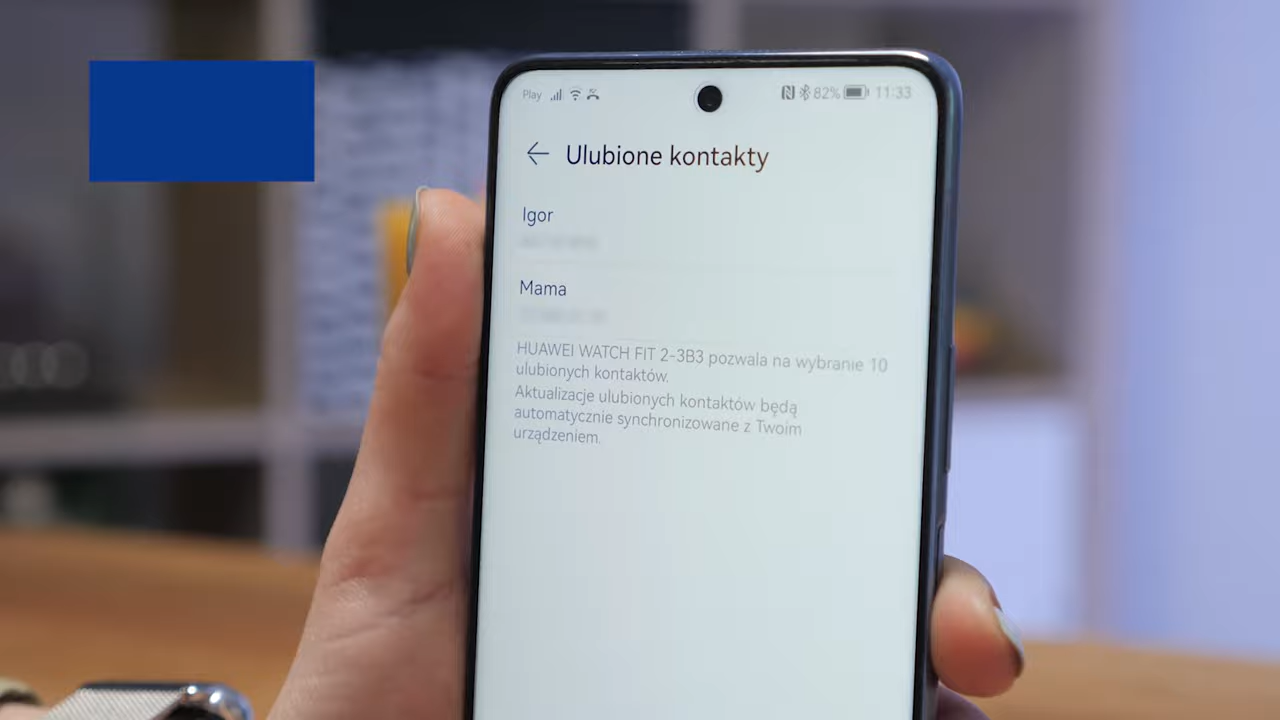 Play 82% 11:33
Ulubione kontakty
Igor
Mama
HUAWEI WATCH FIT 2-3B3 pozwala na wybranie 10
ulubionych kontaktów.
Aktualizacje ulubionych kontaktów będą
automatycznie synchronizowane z Twoim
urządzeniem.